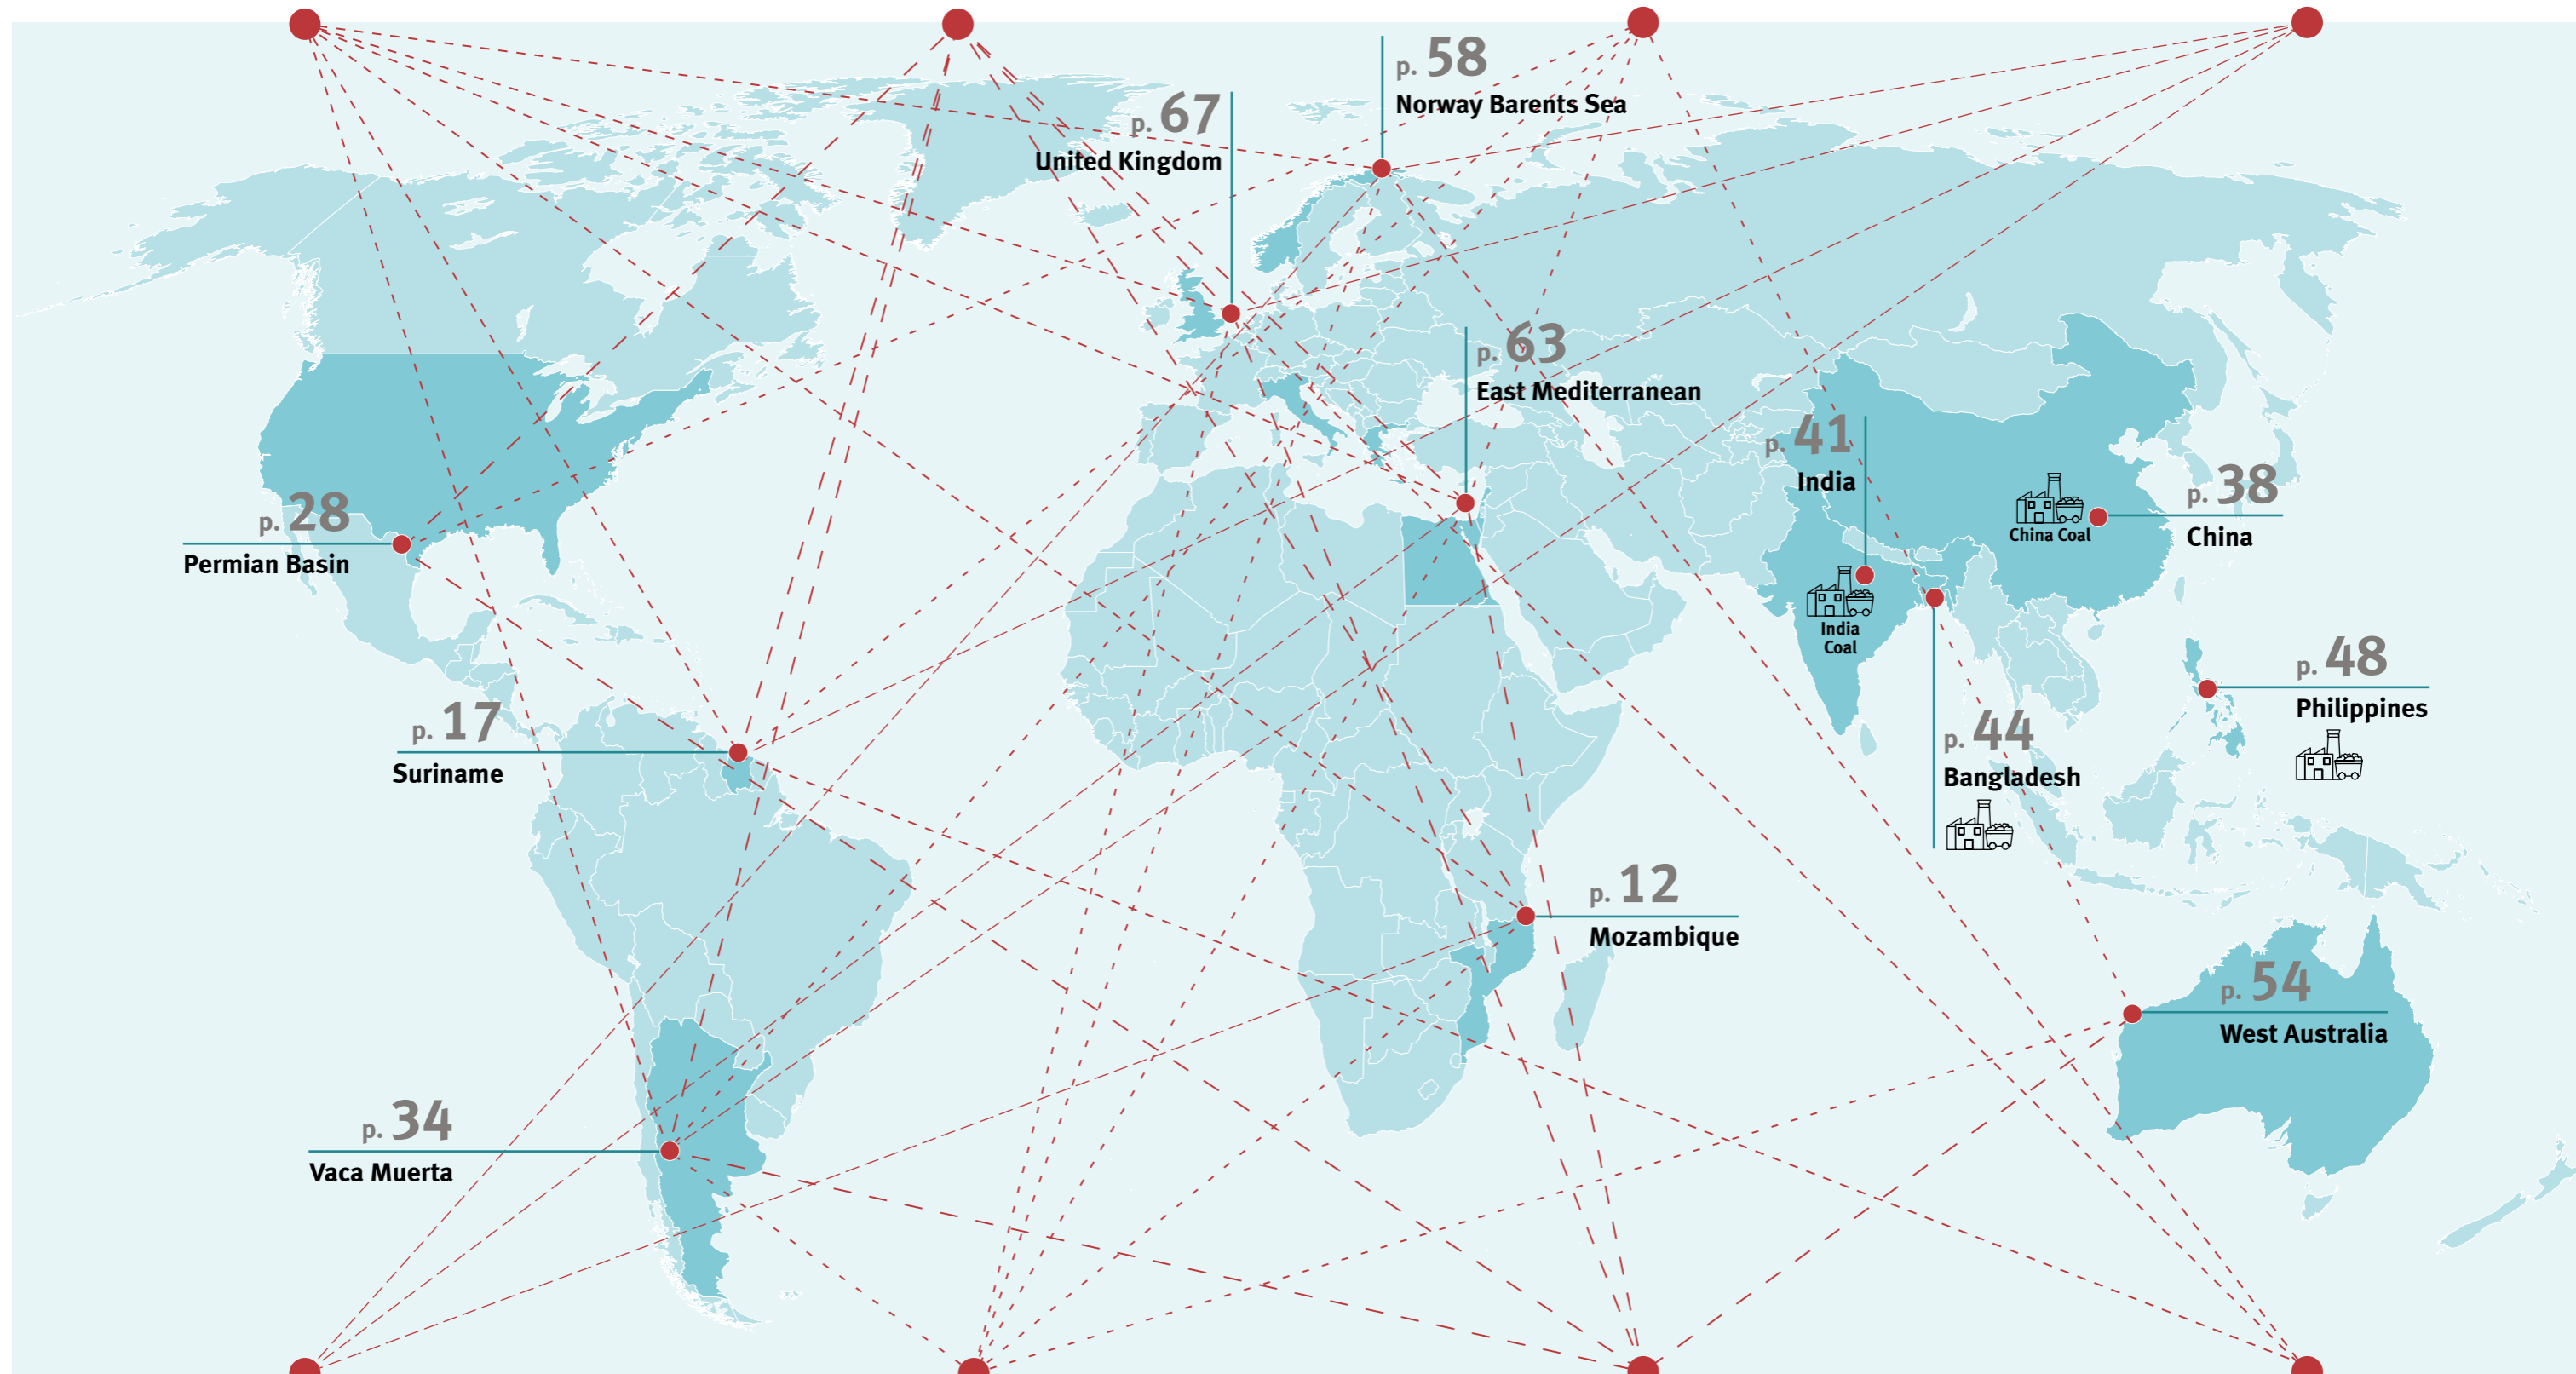 p. 58
Norway Barents Sea
p. 67
United Kingdom
p. 63
East Mediterranean
p. 41
India
India
Coal
China Coal
p. 38
China
p. 28
Permian Basin
p. 48
Philippines
p. 17
Suriname
p. 44
Bangladesh
p. 12
Mozambique
p. 54
West Australia
p. 34
Vaca Muerta